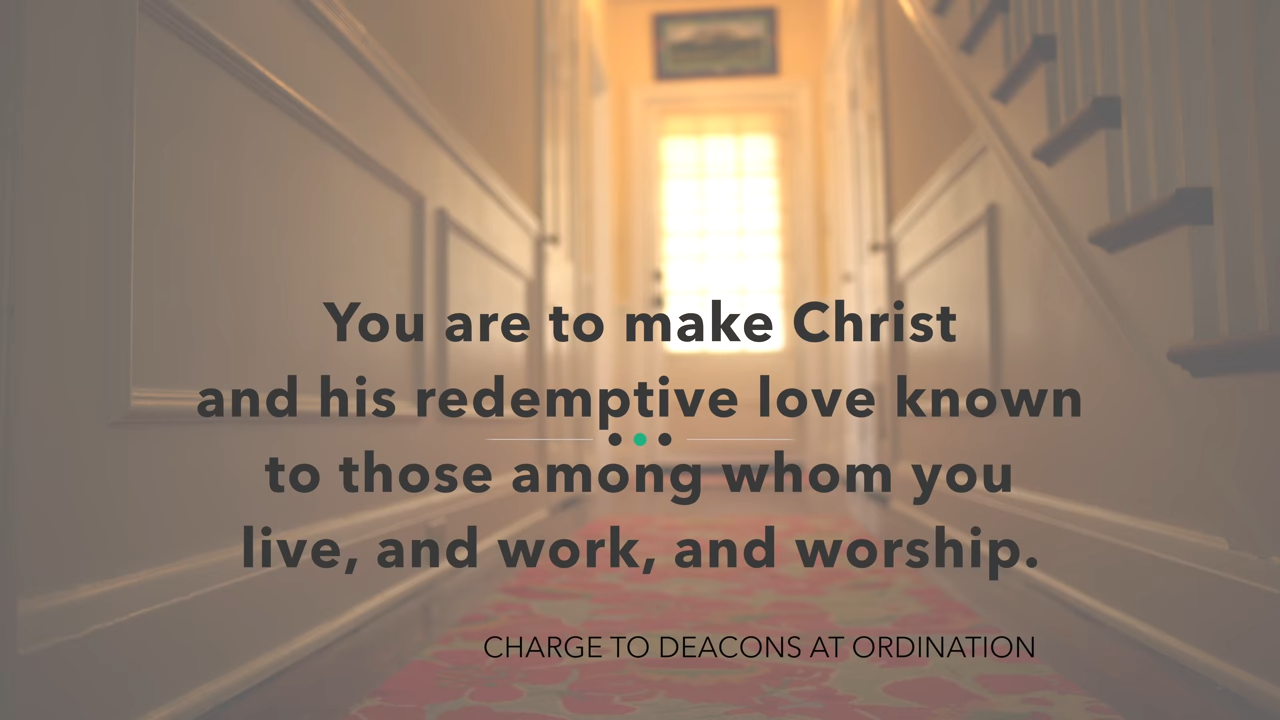 You are to make Christ
and his redemptive love known
to those among whom you
live, and work, and worship.
CHARGE TO DEACONS AT ORDINATION